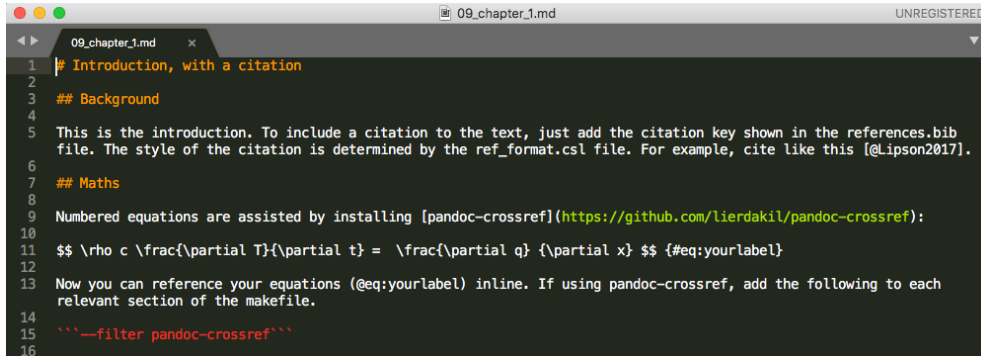 09_chapter_1.md
UNREGISTERED
09_chapter_1.md ×
1 # Introduction, with a citation
2
3 ## Background
4
5 This is the introduction. To include a citation to the text, just add the citation key shown in the references.bib
file. The style of the citation is determined by the ref_format.csl file. For example, cite like this [@Lipson2017].
6
7 ## Maths
8
9 Numbered equations are assisted by installing [pandoc-crossref](https://github.com/lierdakil/pandoc-crossref):
10
11 $$ \rho c \frac{\partial T}{\partial t} =  \frac{\partial q} {\partial x} $$ {#eq:yourlabel}
12
13 Now you can reference your equations (@eq:yourlabel) inline. If using pandoc-crossref, add the following to each
relevant section of the makefile.
14
15 ```--filter pandoc-crossref```
16